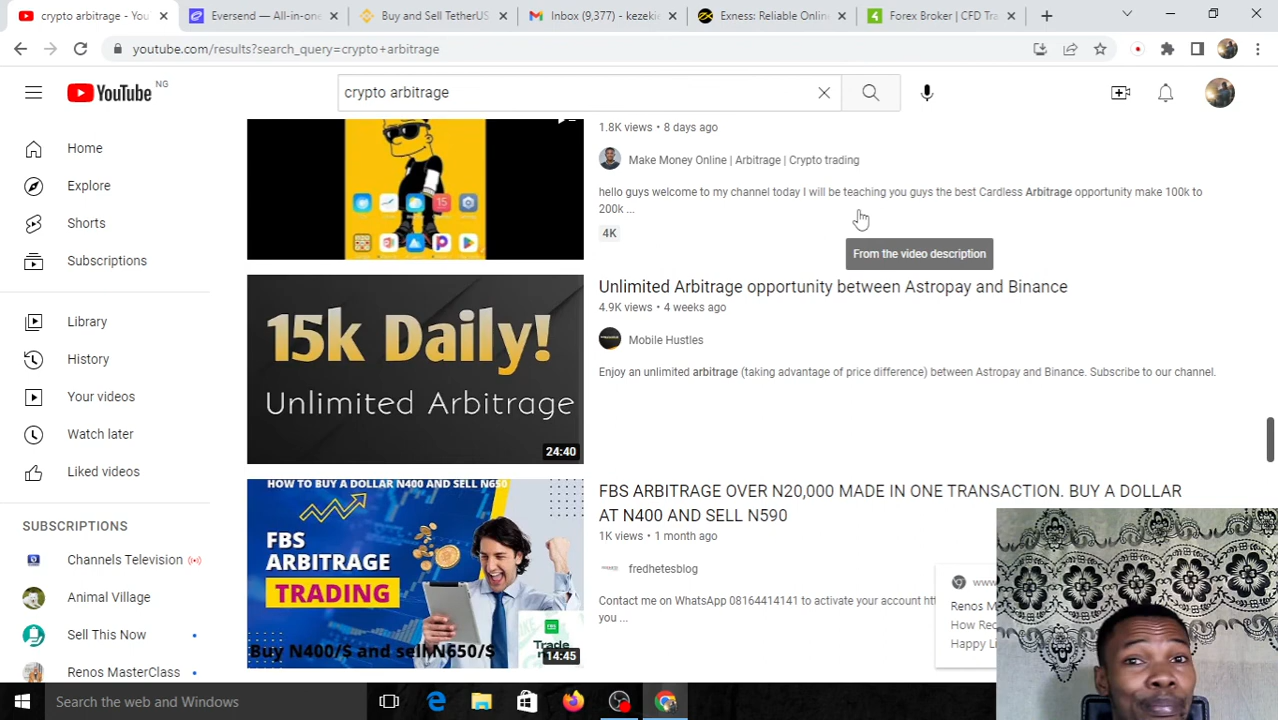 crypto arbitrage - You
Eversend — All-in-one
Buy and Sell TetherUS
Inbox (9,377) - kezekie
Exness: Reliable Onlin
Forex Broker | CFD Tra
youtube.com/results?search_query=crypto+arbitrage
YouTube NG
crypto arbitrage
Home
Explore
Shorts
Subscriptions
Library
History
Your videos
Watch later
Liked videos
SUBSCRIPTIONS
Channels Television
Animal Village
Sell This Now
Renos MasterClass
15
1.8K views • 8 days ago
Make Money Online | Arbitrage | Crypto trading
hello guys welcome to my channel today I will be teaching you guys the best Cardless Arbitrage opportunity make 100k to
200k ...
4K
From the video description
15k Daily!
Unlimited Arbitrage
24:40
Unlimited Arbitrage opportunity between Astropay and Binance
4.9K views • 4 weeks ago
Mobile Hustles
Enjoy an unlimited arbitrage (taking advantage of price difference) between Astropay and Binance. Subscribe to our channel.
HOW TO BUY A DOLLAR N400 AND SELL N650
FBS
ARBITRAGE
TRADING
FBS
Trade
Buy N400/$ and sell N650/$
14:45
FBS ARBITRAGE OVER N20,000 MADE IN ONE TRANSACTION. BUY A DOLLAR
AT N400 AND SELL N590
1K views • 1 month ago
fredhetesblog
Contact me on WhatsApp 08164414141 to activate your account
you ...
www.
Renos M
How Rec
Happy Li
Search the web and Windows